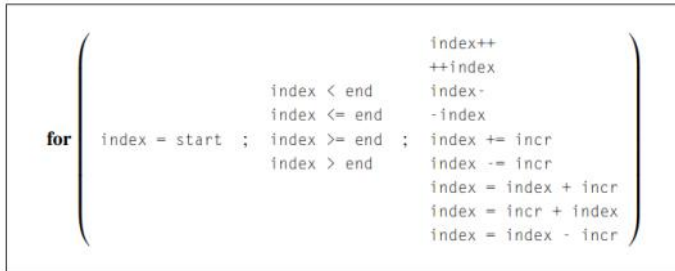 index++
++index
index < end index-
index <= end -index
for ( index = start ; index >= end ; index += incr )
index > end index -= incr
index = index + incr
index = incr + index
index = index - incr